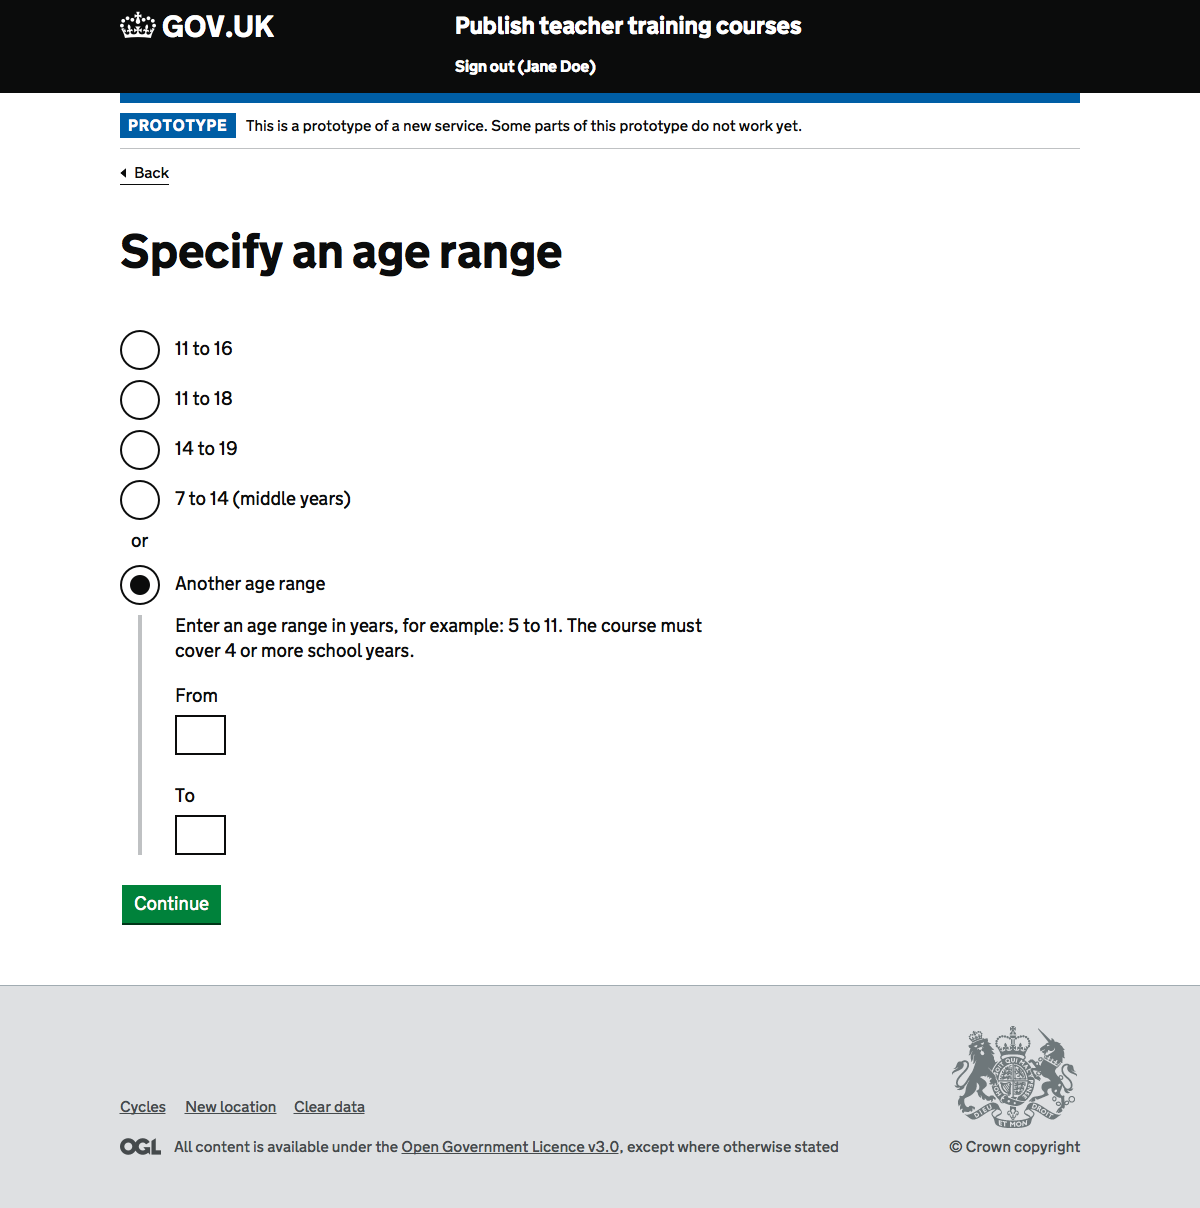 GOV.UK
Publish teacher training courses
Sign out (Jane Doe)
PROTOTYPE This is a prototype of a new service. Some parts of this prototype do not work yet.
Back
Specify an age range
11 to 16
11 to 18
14 to 19
7 to 14 (middle years)
or
Another age range
Enter an age range in years, for example: 5 to 11. The course must
cover 4 or more school years.
From
To
Continue
Cycles New location Clear data
OGL All content is available under the Open Government Licence v3.0, except where otherwise stated
DIEU ET MON DROIT
© Crown copyright